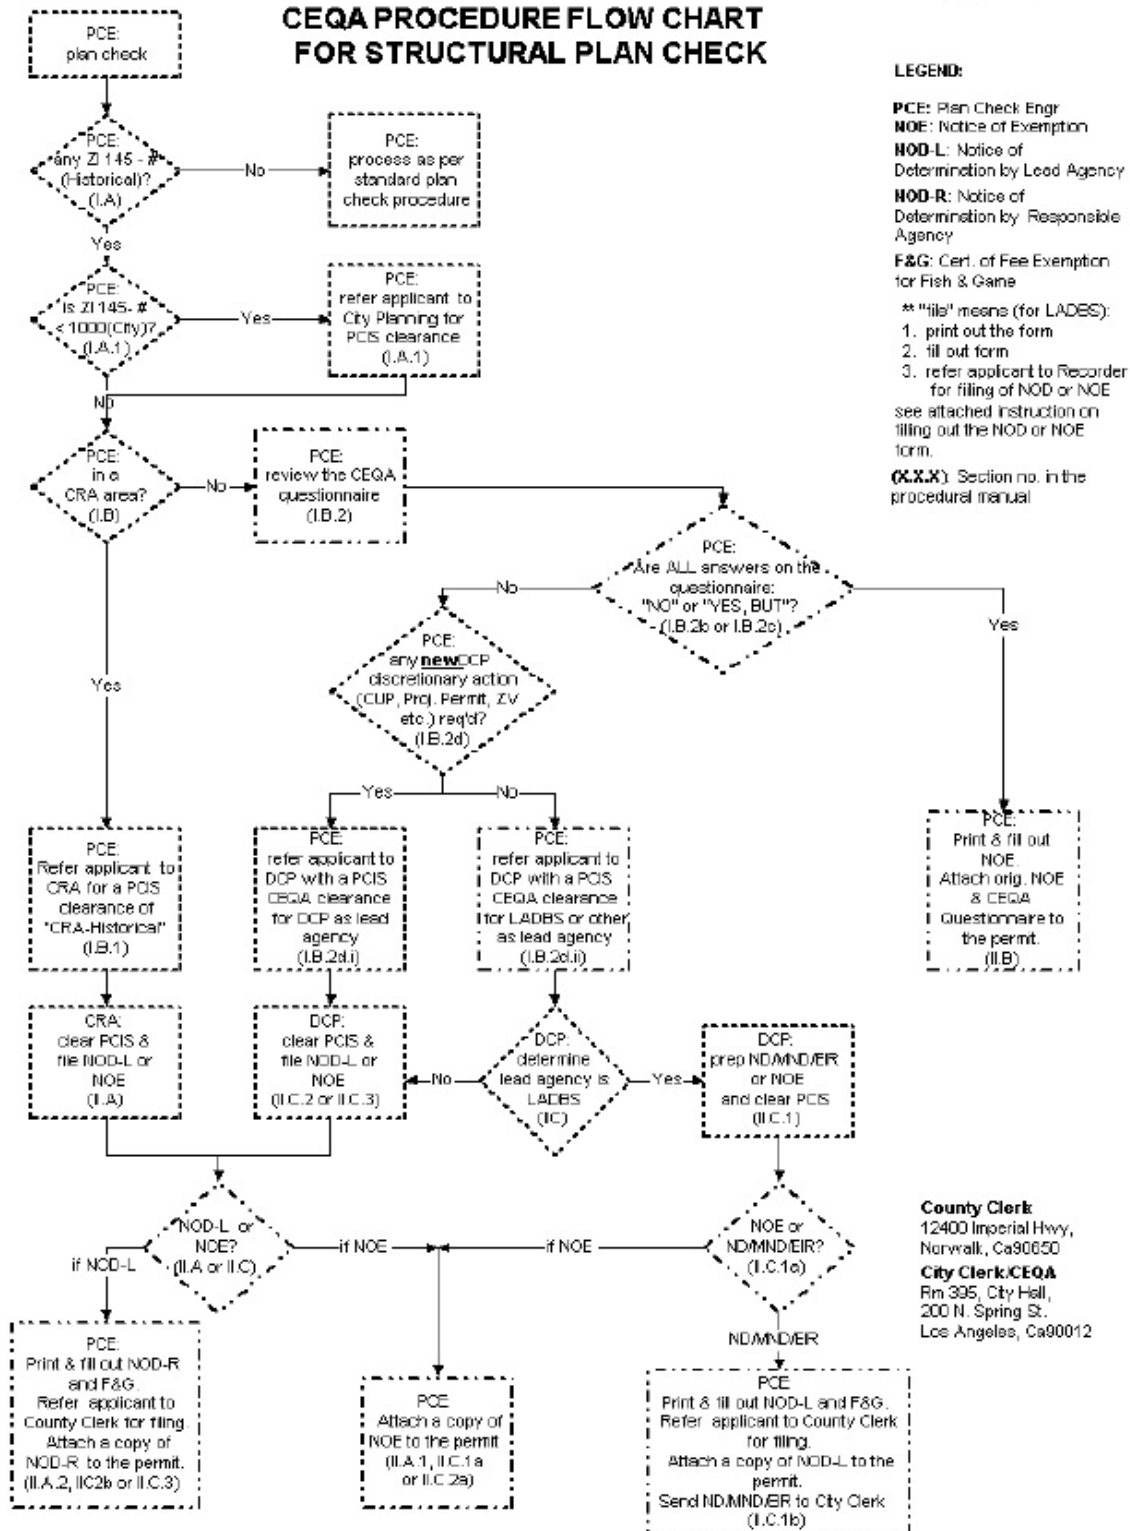 CEQA PROCEDURE FLOW CHART
FOR STRUCTURAL PLAN CHECK
PCE:
plan check
PCE:
any ZI 145 - #
(Historical)?
(I.A)
No
PCE:
process as per
standard plan
check procedure
Yes
PCE:
is ZI 145- #
< 1000(City)?
(I.A.1)
Yes
PCE:
refer applicant to
City Planning for
PCIS clearance
(I.A.1)
No
PCE:
in a
CRA area?
(I.B)
No
PCE:
review the CEQA
questionnaire
(I.B.2)
PCE:
Are ALL answers on the
questionnaire:
"NO" or "YES, BUT"?
(I.B.2b or I.B.2c)
No
Yes
PCE:
any new DCP
discretionary action
(CUP, Proj. Permit, ZV
etc.) req'd?
(I.B.2d)
Yes
Yes
No
PCE:
Refer applicant to
CRA for a PCIS
clearance of
"CRA-Historical"
(I.B.1)
PCE:
refer applicant to
DCP with a PCIS
CEQA clearance
for DCP as lead
agency
(I.B.2d.i)
PCE:
refer applicant to
DCP with a PCIS
CEQA clearance
for LADBS or other
as lead agency
(I.B.2d.ii)
PCE:
Print & fill out
NOE.
Attach orig. NOE
& CEQA
Questionnaire to
the permit.
(II.B)
CRA:
clear PCIS &
file NOD-L or
NOE
(II.A)
DCP:
clear PCIS &
file NOD-L or
NOE
(II.C.2 or II.C.3)
No
DCP:
determine
lead agency is
LADBS
(IIC)
Yes
DCP:
prep ND/MND/EIR
or NOE
and clear PCIS
(II.C.1)
NOD-L or
NOE?
(II.A or II.C)
if NOD-L
if NOE
if NOE
NOE or
ND/MND/EIR?
(II.C.1a)
ND/MND/EIR
PCE:
Print & fill out NOD-R
and F&G.
Refer applicant to
County Clerk for filing.
Attach a copy of
NOD-R to the permit.
(II.A.2, IIC2b or II.C.3)
PCE
Attach a copy of
NOE to the permit
(II.A.1, II.C.1a
or II.C.2a)
PCE
Print & fill out NOD-L and F&G.
Refer applicant to County Clerk
for filing.
Attach a copy of NOD-L to the
permit.
Send ND/MND/EIR to City Clerk
(II.C.1b)
LEGEND:
PCE: Plan Check Engr
NOE: Notice of Exemption
NOD-L: Notice of
Determination by Lead Agency
NOD-R: Notice of
Determination by Responsible
Agency
F&G: Cert. of Fee Exemption
for Fish & Game
** "file" means (for LADBS):
1. print out the form
2. fill out form
3. refer applicant to Recorder
for filing of NOD or NOE
see attached instruction on
filling out the NOD or NOE
form.
(X.X.X) Section no. in the
procedural manual
County Clerk
12400 Imperial Hwy,
Norwalk, Ca90650
City Clerk/CEQA
Rm 395, City Hall,
200 N. Spring St.
Los Angeles, Ca90012